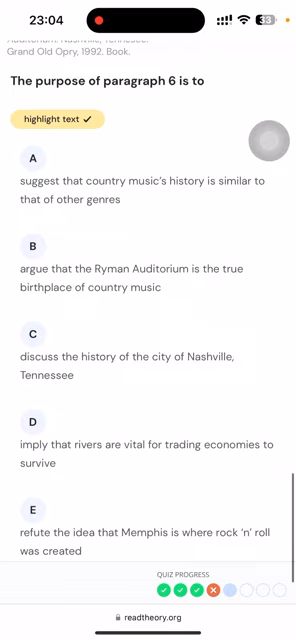 23:04
33
Auditorium. Nashville, Tennessee:
Grand Old Opry, 1992. Book.
The purpose of paragraph 6 is to
highlight text
A
suggest that country music's history is similar to
that of other genres
B
argue that the Ryman Auditorium is the true
birthplace of country music
C
discuss the history of the city of Nashville,
Tennessee
D
imply that rivers are vital for trading economies to
survive
E
refute the idea that Memphis is where rock 'n' roll
was created
QUIZ PROGRESS
readtheory.org